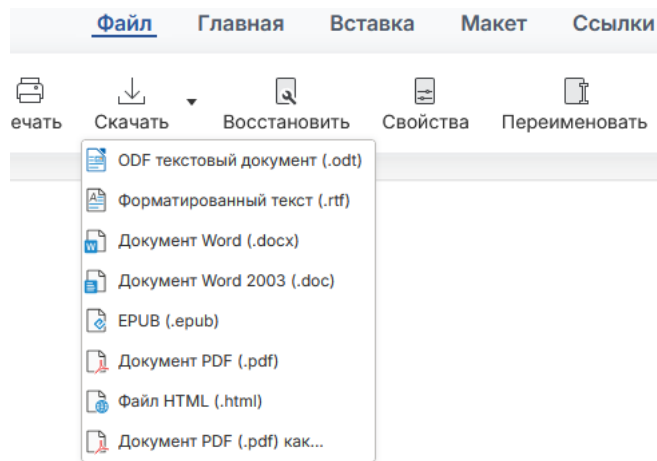 Файл Главная Вставка Макет Ссылки
ечать Скачать Восстановить Свойства Переименовать
ODF текстовый документ (.odt)
Форматированный текст (.rtf)
Документ Word (.docx)
Документ Word 2003 (.doc)
EPUB (.epub)
Документ PDF (.pdf)
Файл HTML (.html)
Документ PDF (.pdf) как...